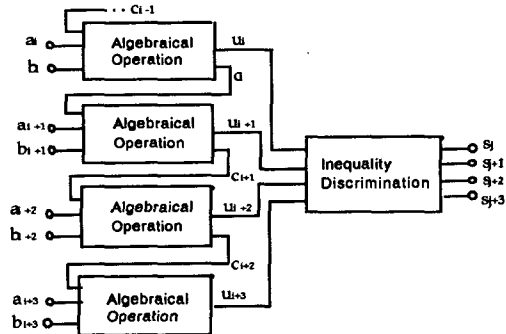 ··· Ci-1
ai
bi
Algebraical
Operation
ui
ci
ai+1
bi+1
Algebraical
Operation
ui+1
ci+1
ai+2
bi+2
Algebraical
Operation
ui+2
ci+2
ai+3
bi+3
Algebraical
Operation
ui+3
Inequality
Discrimination
sj
sj+1
sj+2
sj+3